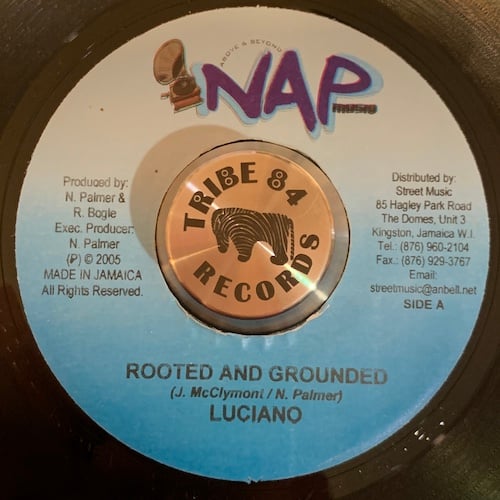 ABOVE & BEYOND
NAP
music
Produced by:
N. Palmer &
R. Bogle
Exec. Producer:
N. Palmer
(P) © 2005
MADE IN JAMAICA
All Rights Reserved.
TRIBE 84
RECORDS
Distributed by:
Street Music
85 Hagley Park Road
The Domes, Unit 3
Kingston, Jamaica W.I.
Tel.: (876) 960-2104
Fax.: (876) 929-3767
Email:
streetmusic@anbell.net
SIDE A
ROOTED AND GROUNDED
(J. McClymont / N. Palmer)
LUCIANO